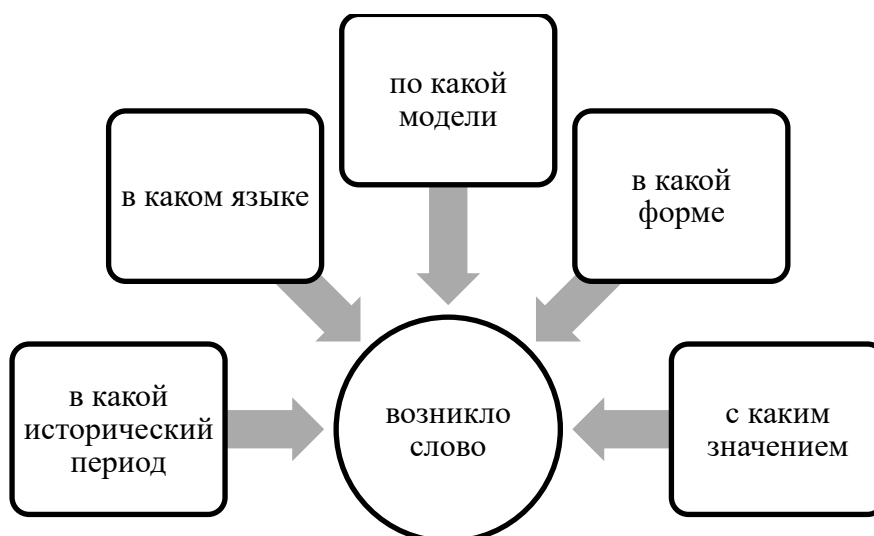 по какой
модели
в каком языке
в какой
форме
в какой
исторический
период
возникло
слово
с каким
значением